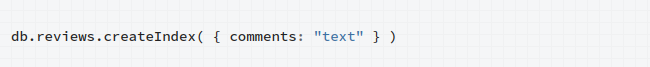 db.reviews.createIndex( { comments: "text" } )